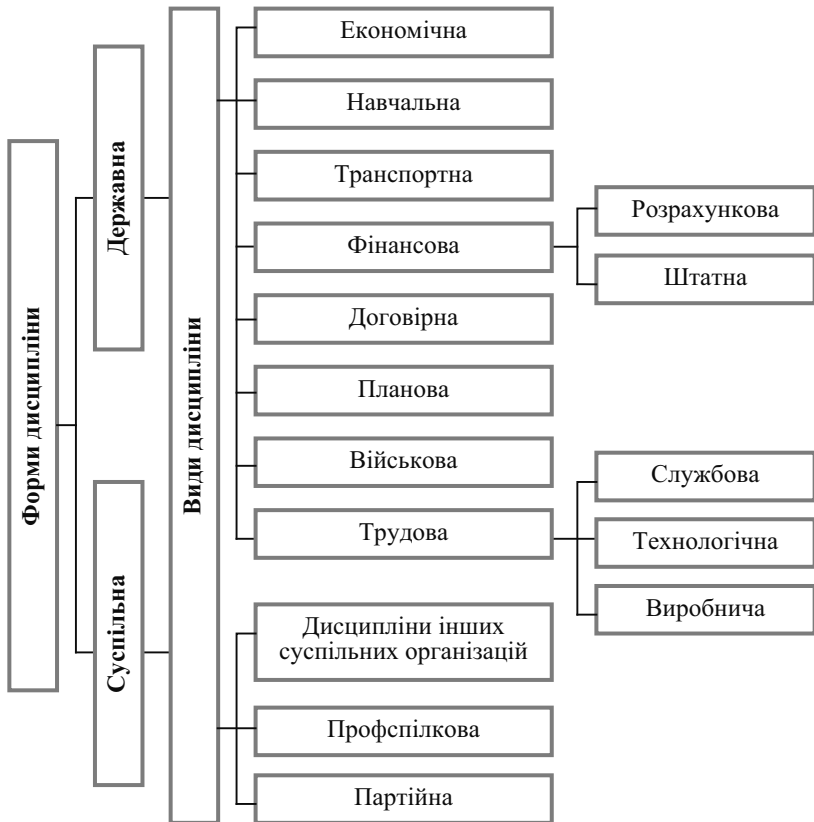 Форми дисципліни
Державна
Суспільна
Види дисципліни
Економічна
Навчальна
Транспортна
Фінансова
Договірна
Планова
Військова
Трудова
Дисципліни інших
суспільних організацій
Профспілкова
Партійна
Розрахункова
Штатна
Службова
Технологічна
Виробнича